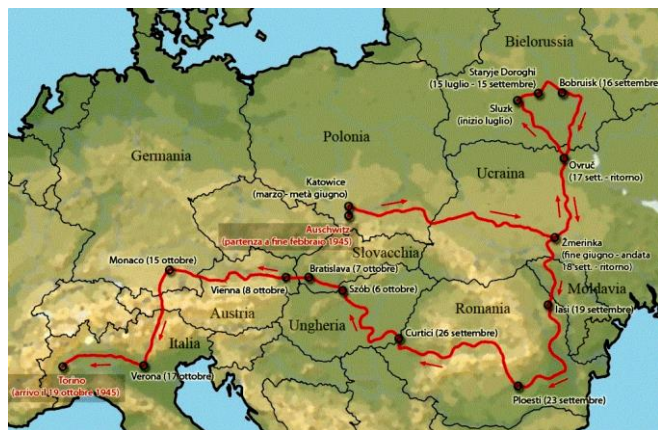 Bielorussia
Staryje Doroghi
(15 luglio - 15 settembre)
Bobruisk (16 settembre)
Sluzk
(inizio luglio)
Polonia
Germania
Ucraina
Ovruč
(17 sett. - ritorno)
Katowice
(marzo - metà giugno)
Auschwitz
(partenza a fine febbraio 1945)
Žmerinka
(fine giugno - andata
18 sett. - ritorno)
Slovacchia
Monaco (15 ottobre)
Bratislava (7 ottobre)
Vienna (8 ottobre)
Szób (6 ottobre)
Moldavia
Austria
Romania
Iasi (19 settembre)
Ungheria
Curtici (26 settembre)
Italia
Torino
(arrivo il 19 ottobre 1945)
Verona (17 ottobre)
Ploesti (23 settembre)